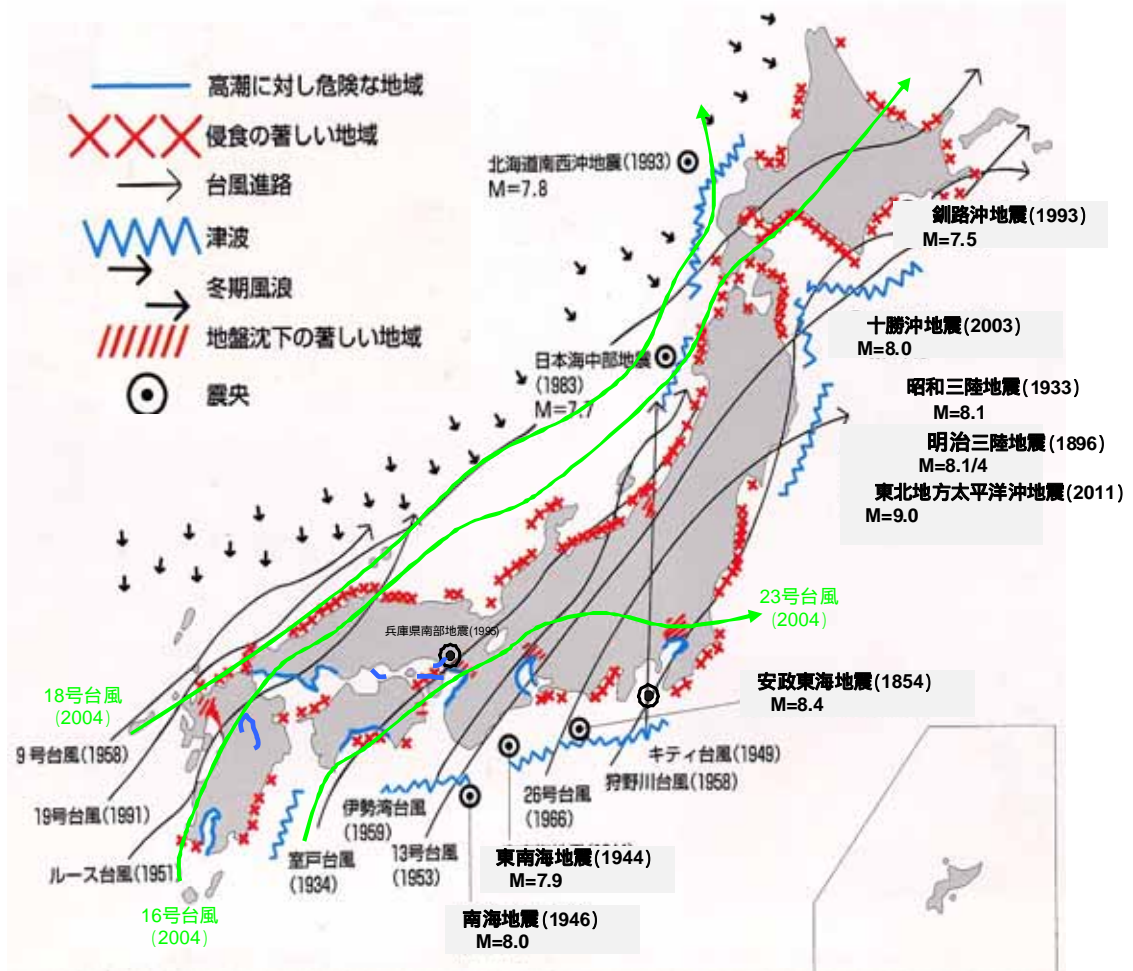 高潮に対し危険な地域
侵食の著しい地域
台風進路
津波
冬期風浪
地盤沈下の著しい地域
震央
北海道南西沖地震(1993)
M=7.8
釧路沖地震(1993)
M=7.5
十勝沖地震(2003)
M=8.0
日本海中部地震
(1983)
M=7.7
昭和三陸地震(1933)
M=8.1
明治三陸地震(1896)
M=8.1/4
東北地方太平洋沖地震(2011)
M=9.0
23号台風
(2004)
兵庫県南部地震(1995)
安政東海地震(1854)
M=8.4
18号台風
(2004)
9号台風(1958)
19号台風(1991)
ルース台風(1951)
16号台風
(2004)
室戸台風
(1934)
伊勢湾台風
(1959)
13号台風
(1953)
26号台風
(1966)
狩野川台風(1958)
キティ台風(1949)
東南海地震(1944)
M=7.9
南海地震(1946)
M=8.0